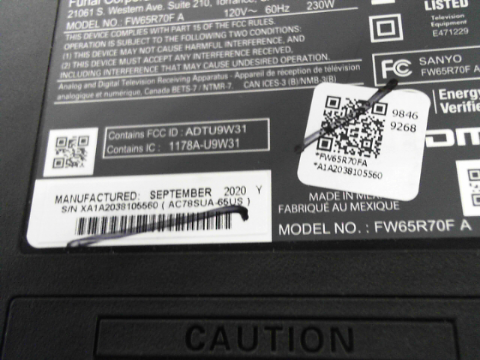 Funai Corpor
21061 S. Western Ave, Suite 210, Torrance,
MODEL NO.: FW65R70F A 120V~ 60Hz 230W
THIS DEVICE COMPLIES WITH PART 15 OF THE FCC RULES.
OPERATION IS SUBJECT TO THE FOLLOWING TWO CONDITIONS:
(1) THIS DEVICE MAY NOT CAUSE HARMFUL INTERFERENCE, AND
(2) THIS DEVICE MUST ACCEPT ANY INTERFERENCE RECEIVED,
INCLUDING INTERFERENCE THAT MAY CAUSE UNDESIRED OPERATION.
Analog and Digital Television Receiving Apparatus - Appareil de réception de télévision
analogique et numérique, Canada BETS-7 / NTMR-7. CAN ICES-3 (B)/NMB-3(B)
LISTED
E471229
FC
SANYO
FW65R70F A
Energy
Verifie
Contains FCC ID : ADTU9W31
Contains IC : 1178A-U9W31
9846
9268
*FW65R70FA
*A1A2038105560
MANUFACTURED: SEPTEMBER 2020 Y
S/N XA1A2038105560 ( AC78SUA-65US )
MADE IN ME
FABRIQUÉ AU MEXIQUE
MODEL NO. : FW65R70F A
CAUTION